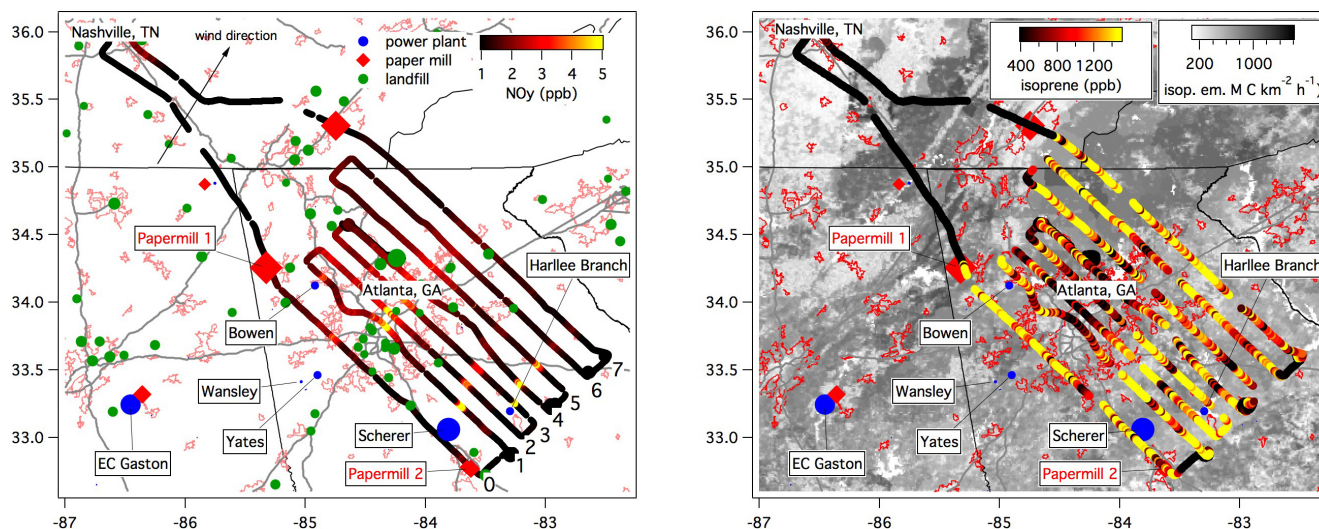 36.0
35.5
35.0
34.5
34.0
33.5
33.0
-87
-86
-85
-84
-83
Nashville, TN
wind direction
power plant
paper mill
landfill
1 2 3 4 5
NOy (ppb)
Papermill 1
Harllee Branch
Atlanta, GA
Bowen
Wansley
Yates
Scherer
EC Gaston
Papermill 2
7
6
5
4
3
2
1
0
36.0
35.5
35.0
34.5
34.0
33.5
33.0
-87
-86
-85
-84
-83
Nashville, TN
400 800 1200
isoprene (ppb)
200 1000
isop. em. M C km-2 h-1)
Papermill 1
Harllee Branch
Atlanta, GA
Bowen
Wansley
Yates
Scherer
EC Gaston
Papermill 2